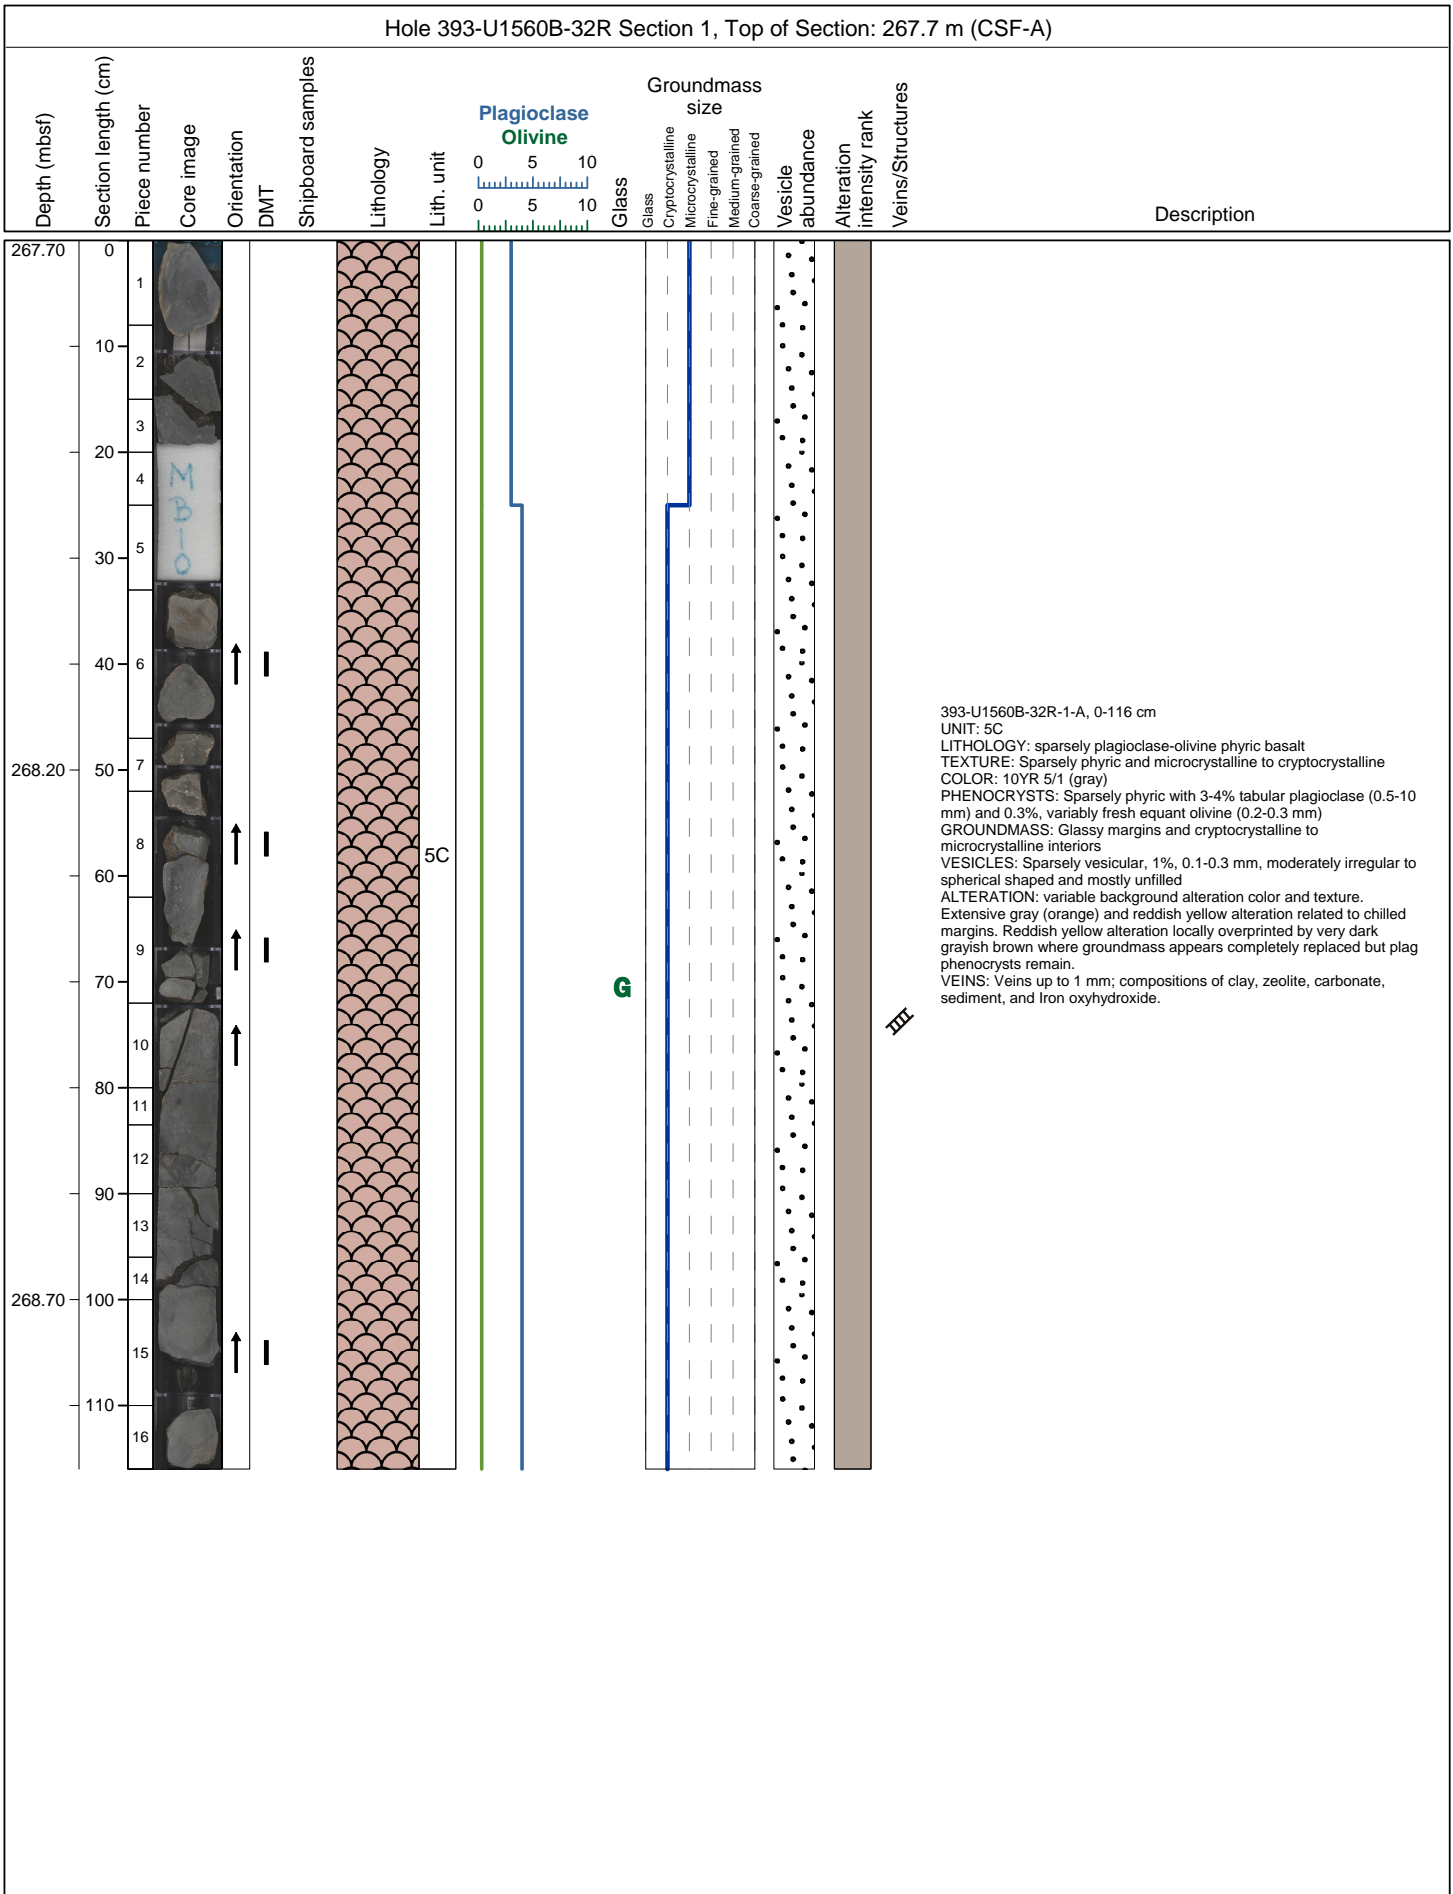 Hole 393-U1560B-32R Section 1, Top of Section: 267.7 m (CSF-A)
Depth (mbsf)
Section length (cm)
Piece number
Core image
Orientation
DMT
Shipboard samples
Lithology
Lith. unit
Plagioclase
Olivine
0 5 10
0 5 10
Glass
Groundmass
size
Glass
Cryptocrystalline
Microcrystalline
Fine-grained
Medium-grained
Coarse-grained
Vesicle
abundance
Alteration
intensity rank
Veins/Structures
Description
267.70
268.20
268.70
0
10
20
30
40
50
60
70
80
90
100
110
1
2
3
4
5
6
7
8
9
10
11
12
13
14
15
16
M
B
I
O
5C
G
393-U1560B-32R-1-A, 0-116 cm
UNIT: 5C
LITHOLOGY: sparsely plagioclase-olivine phyric basalt
TEXTURE: Sparsely phyric and microcrystalline to cryptocrystalline
COLOR: 10YR 5/1 (gray)
PHENOCRYSTS: Sparsely phyric with 3-4% tabular plagioclase (0.5-10
mm) and 0.3%, variably fresh equant olivine (0.2-0.3 mm)
GROUNDMASS: Glassy margins and cryptocrystalline to
microcrystalline interiors
VESICLES: Sparsely vesicular, 1%, 0.1-0.3 mm, moderately irregular to
spherical shaped and mostly unfilled
ALTERATION: variable background alteration color and texture.
Extensive gray (orange) and reddish yellow alteration related to chilled
margins. Reddish yellow alteration locally overprinted by very dark
grayish brown where groundmass appears completely replaced but plag
phenocrysts remain.
VEINS: Veins up to 1 mm; compositions of clay, zeolite, carbonate,
sediment, and Iron oxyhydroxide.